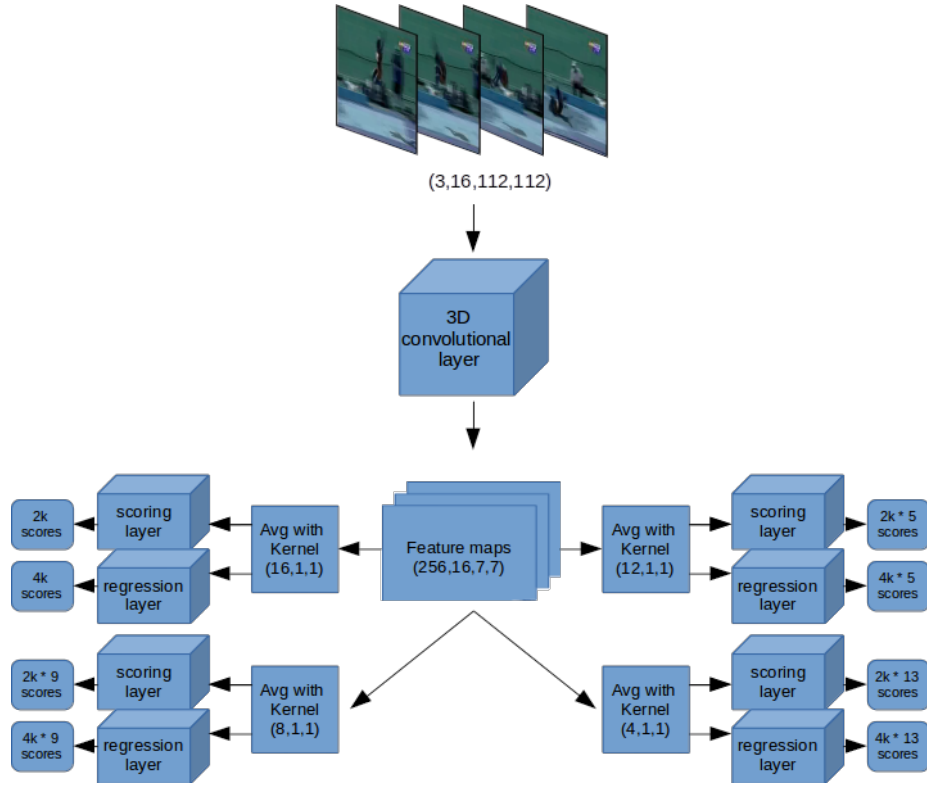 (3,16,112,112)
3D
convolutional
layer
2k
scores
scoring
layer
Avg with
Kernel
(16,1,1)
4k
scores
regression
layer
Feature maps
(256,16,7,7)
Avg with
Kernel
(12,1,1)
scoring
layer
2k * 5
scores
regression
layer
4k * 5
scores
2k * 9
scores
scoring
layer
Avg with
Kernel
(8,1,1)
4k * 9
scores
regression
layer
Avg with
Kernel
(4,1,1)
scoring
layer
2k * 13
scores
regression
layer
4k * 13
scores